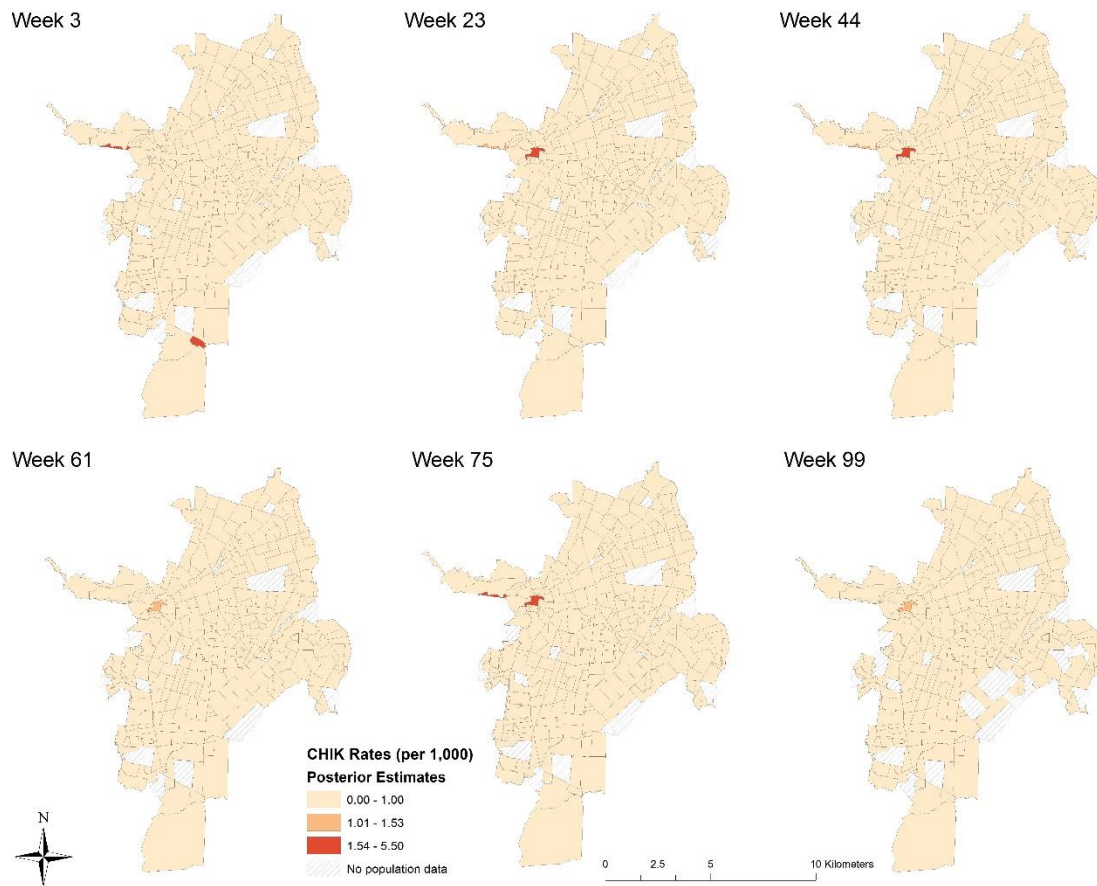 Week 3
Week 23
Week 44
Week 61
Week 75
Week 99
CHIK Rates (per 1,000)
Posterior Estimates
0.00 - 1.00
1.01 - 1.53
1.54 - 5.50
No population data
N
0 2.5 5 10 Kilometers